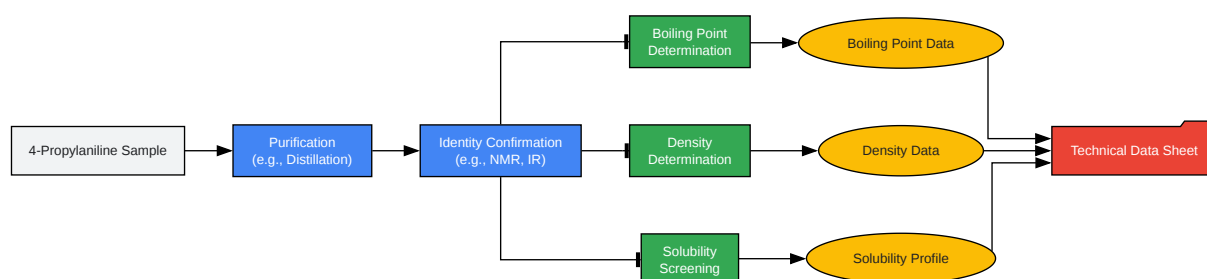 Boiling Point
Determination
Boiling Point Data
4-Propylaniline Sample
Purification
(e.g., Distillation)
Identity Confirmation
(e.g., NMR, IR)
Density
Determination
Density Data
Technical Data Sheet
Solubility
Screening
Solubility Profile